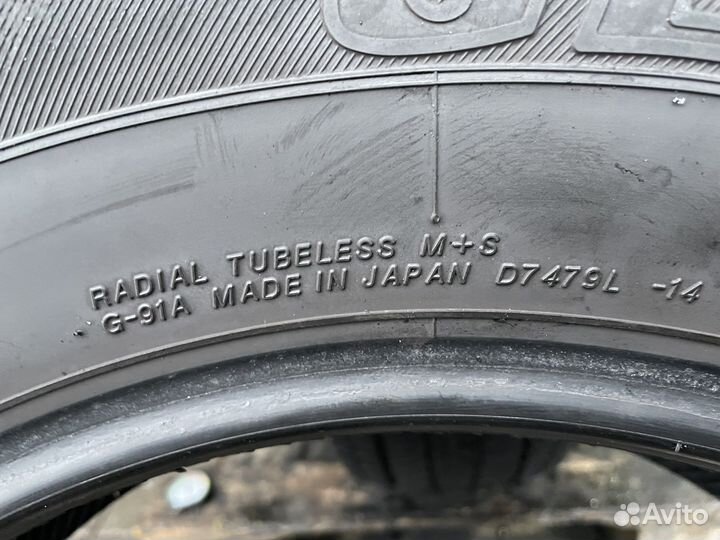 RADIAL TUBELESS M+S
G-91A MADE IN JAPAN D7479L -14
Avito